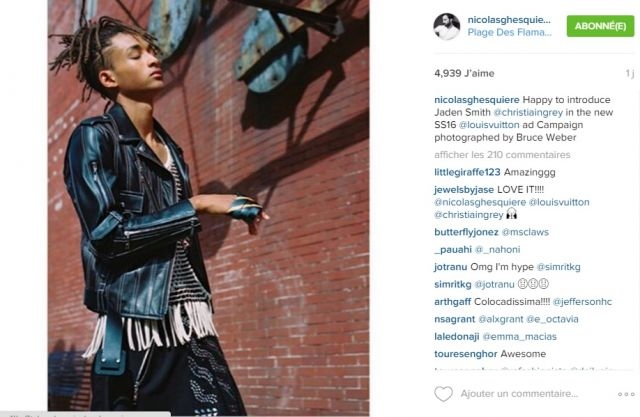 nicolasghesquie...
Plage Des Flama...
ABONNÉ(E)
4,939 J'aime
1 j
nicolasghesquiere Happy to introduce
Jaden Smith @christiaingrey in the new
SS16 @louisvuitton ad Campaign
photographed by Bruce Weber
afficher les 210 commentaires
littlegiraffe123 Amazinggg
jewelsbyjase LOVE IT!!!!
@nicolasghesquiere @louisvuitton
@christiaingrey
butterflyjonez @msclaws
_pauahi @_nahoni
jotranu Omg I'm hype @simritkg
simritkg @jotranu
arthgaff Colocadissima!!!! @jeffersonhc
nsagrant @alxgrant @e_octavia
laledonaji @emma_macias
touresenghor Awesome
Ajouter un commentaire...